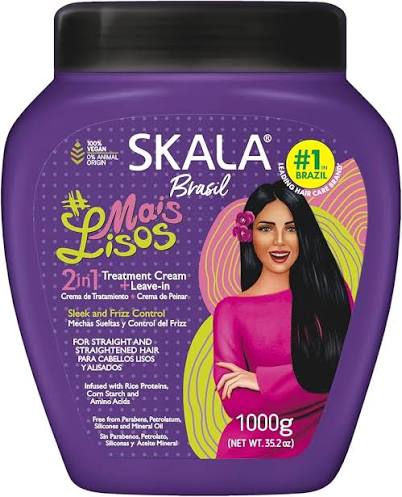 100%
VEGAN
0% ANIMAL
ORIGIN
SKALA®
Brasil
#1 IN
BRAZIL
LEADING HAIR CARE BRAND*
#Mais
Lisos
2 in 1 Treatment Cream
+ Leave-in
Crema de Tratamiento + Crema de Peinar
Sleek and Frizz Control
Mechas Sueltas y Control del Frizz
FOR STRAIGHT AND
STRAIGHTENED HAIR
PARA CABELLOS LISOS
Y ALISADOS
Infused with Rice Proteins,
Corn Starch and
Amino Acids
Free from Parabens, Petrolatum,
Silicones and Mineral Oil
Sin Parabenos, Petrolato,
Siliconas y Aceite Mineral
1000g
(NET WT. 35.2 oz)